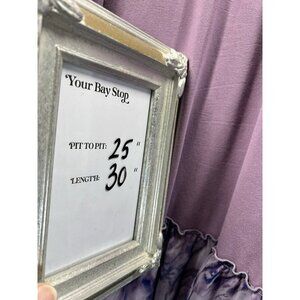 Your Bay Stop
PIT TO PIT: 25 "
LENGTH: 30 "